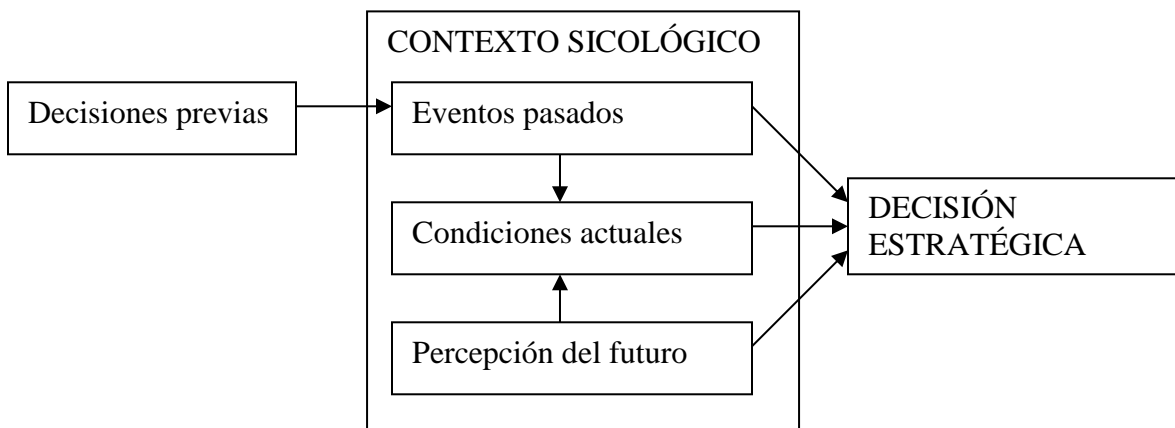 CONTEXTO SICOLÓGICO
Decisiones previas
Eventos pasados
Condiciones actuales
Percepción del futuro
DECISIÓN
ESTRATÉGICA